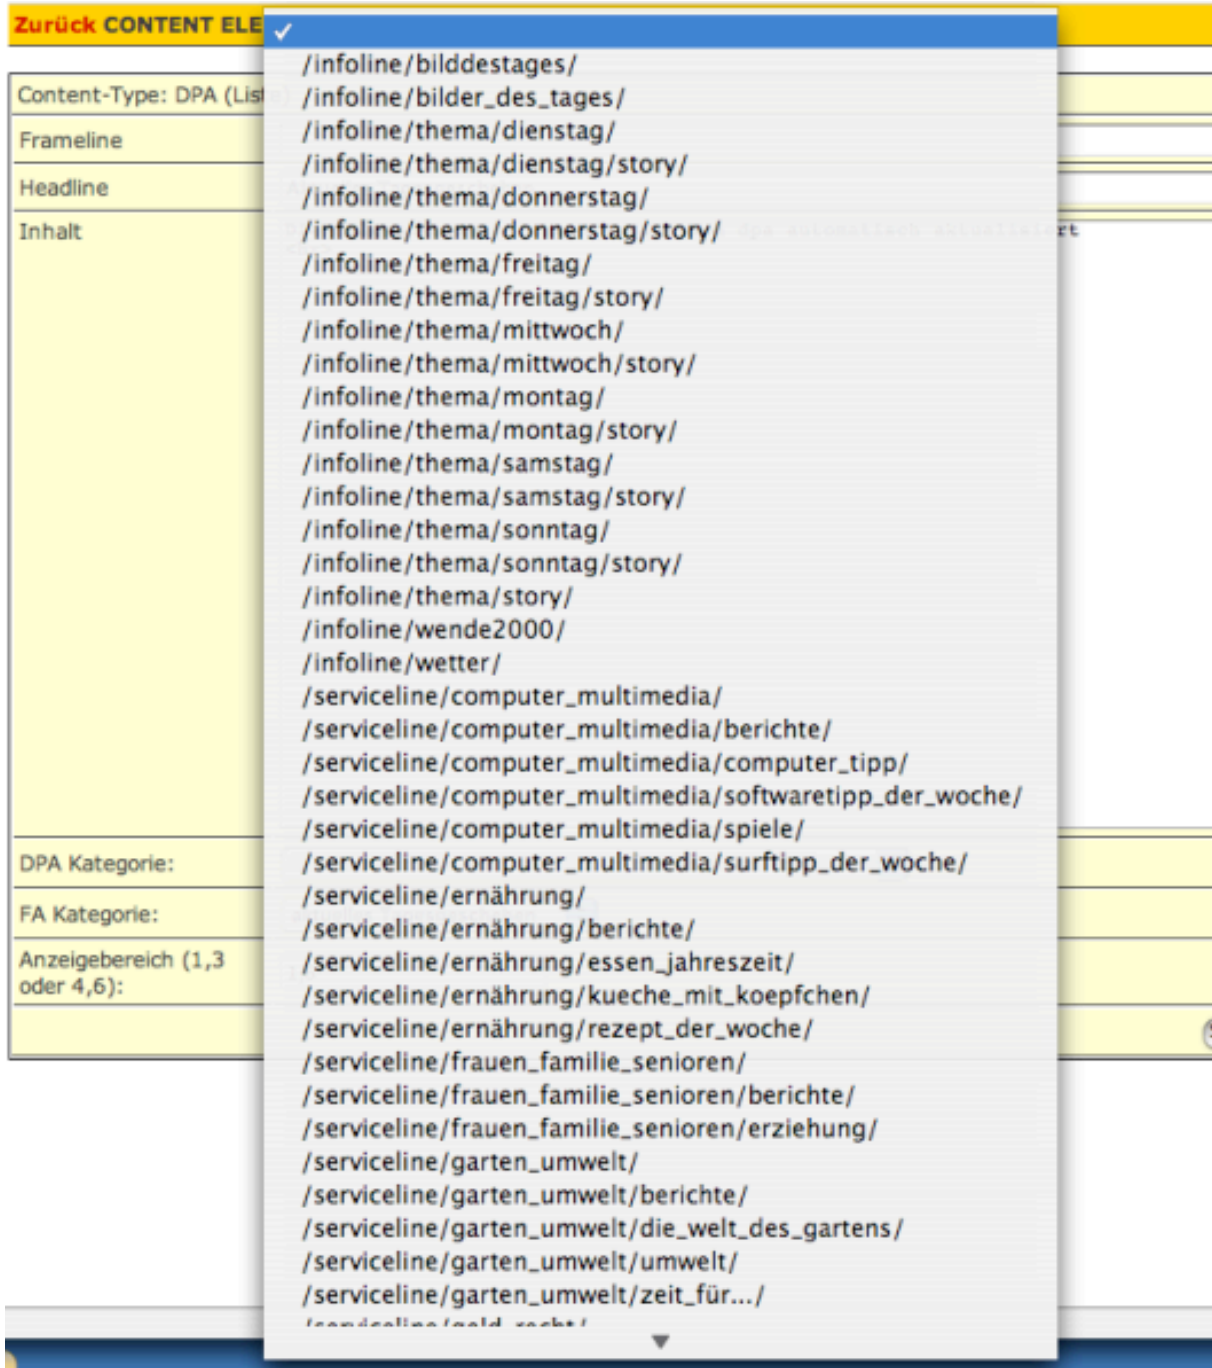 Zurück CONTENT ELE
/infoline/bilddestages/
Content-Type: DPA (Liste)
/infoline/bilder_des_tages/
/infoline/thema/dienstag/
Frameline
/infoline/thema/dienstag/story/
Headline
/infoline/thema/donnerstag/
Inhalt
/infoline/thema/donnerstag/story/
dpa automatisch aktualisiert
/infoline/thema/freitag/
/infoline/thema/freitag/story/
/infoline/thema/mittwoch/
/infoline/thema/mittwoch/story/
/infoline/thema/montag/
/infoline/thema/montag/story/
/infoline/thema/samstag/
/infoline/thema/samstag/story/
/infoline/thema/sonntag/
/infoline/thema/sonntag/story/
/infoline/thema/story/
/infoline/wende2000/
/infoline/wetter/
/serviceline/computer_multimedia/
/serviceline/computer_multimedia/berichte/
/serviceline/computer_multimedia/computer_tipp/
/serviceline/computer_multimedia/softwaretipp_der_woche/
/serviceline/computer_multimedia/spiele/
DPA Kategorie:
/serviceline/computer_multimedia/surftipp_der_woche/
/serviceline/ernährung/
FA Kategorie:
/serviceline/ernährung/berichte/
Anzeigebereich (1,3
oder 4,6):
/serviceline/ernährung/essen_jahreszeit/
/serviceline/ernährung/kueche_mit_koepfchen/
/serviceline/ernährung/rezept_der_woche/
/serviceline/frauen_familie_senioren/
/serviceline/frauen_familie_senioren/berichte/
/serviceline/frauen_familie_senioren/erziehung/
/serviceline/garten_umwelt/
/serviceline/garten_umwelt/berichte/
/serviceline/garten_umwelt/die_welt_des_gartens/
/serviceline/garten_umwelt/umwelt/
/serviceline/garten_umwelt/zeit_für.../
/serviceline/geld_recht/